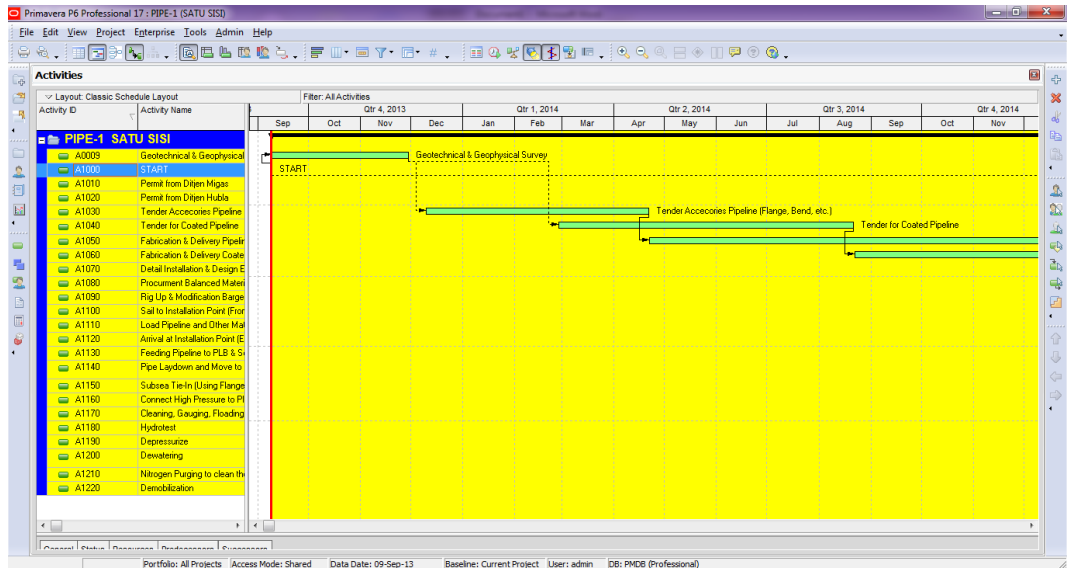 Primavera P6 Professional 17 : PIPE-1 (SATU SISI)
File Edit View Project Enterprise Tools Admin Help
Activities
Layout: Classic Schedule Layout Filter: All Activities
Activity ID Activity Name Qtr 4, 2013 Qtr 1, 2014 Qtr 2, 2014 Qtr 3, 2014 Qtr 4, 2014
Sep Oct Nov Dec Jan Feb Mar Apr May Jun Jul Aug Sep Oct Nov
PIPE-1 SATU SISI
A0009 Geotechnical & Geophysical Geotechnical & Geophysical Survey
A1000 START START
A1010 Permit from Ditjen Migas
A1020 Permit from Ditjen Hubla
A1030 Tender Accecories Pipeline Tender Accecories Pipeline (Flange, Bend, etc.)
A1040 Tender for Coated Pipeline Tender for Coated Pipeline
A1050 Fabrication & Delivery Pipelin
A1060 Fabrication & Delivery Coate
A1070 Detail Installation & Design E
A1080 Procument Balanced Materi
A1090 Rig Up & Modification Barge
A1100 Sail to Installation Point (Fror
A1110 Load Pipeline and Other Mat
A1120 Arrival at Installation Point (E
A1130 Feeding Pipeline to PLB & S
A1140 Pipe Laydown and Move to
A1150 Subsea Tie-In (Using Flange
A1160 Connect High Pressure to Pl
A1170 Cleaning, Gauging, Floading
A1180 Hydrotest
A1190 Depressurize
A1200 Dewatering
A1210 Nitrogen Purging to clean the
A1220 Demobilization
General Status Resources Predecessors Successors
Portfolio: All Projects Access Mode: Shared Data Date: 09-Sep-13 Baseline: Current Project User: admin DB: PMDB (Professional)